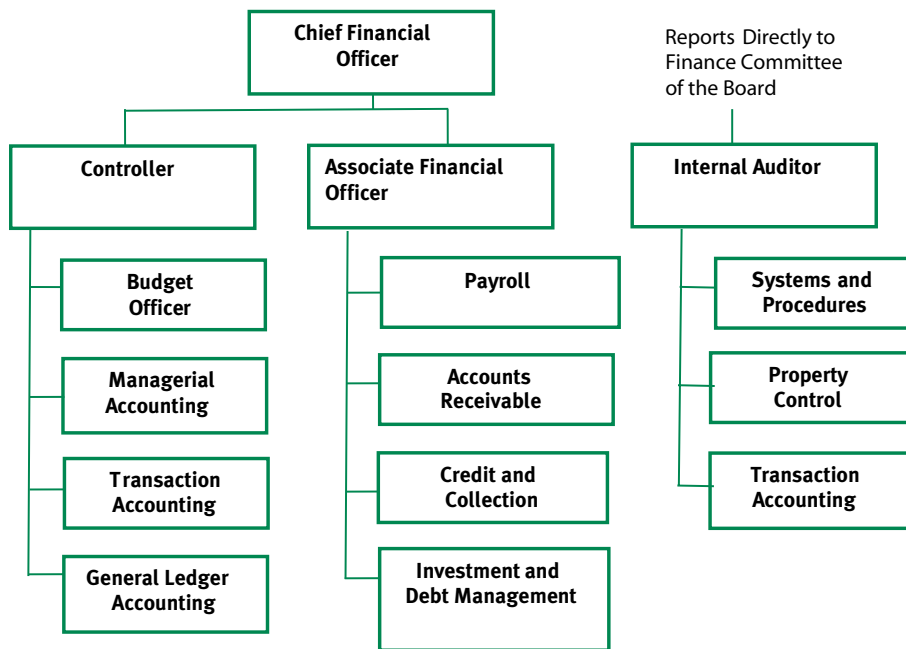 Chief Financial
Officer
Reports Directly to
Finance Committee
of the Board
Controller
Associate Financial
Officer
Internal Auditor
Budget
Officer
Payroll
Systems and
Procedures
Managerial
Accounting
Accounts
Receivable
Property
Control
Transaction
Accounting
Credit and
Collection
Transaction
Accounting
General Ledger
Accounting
Investment and
Debt Management